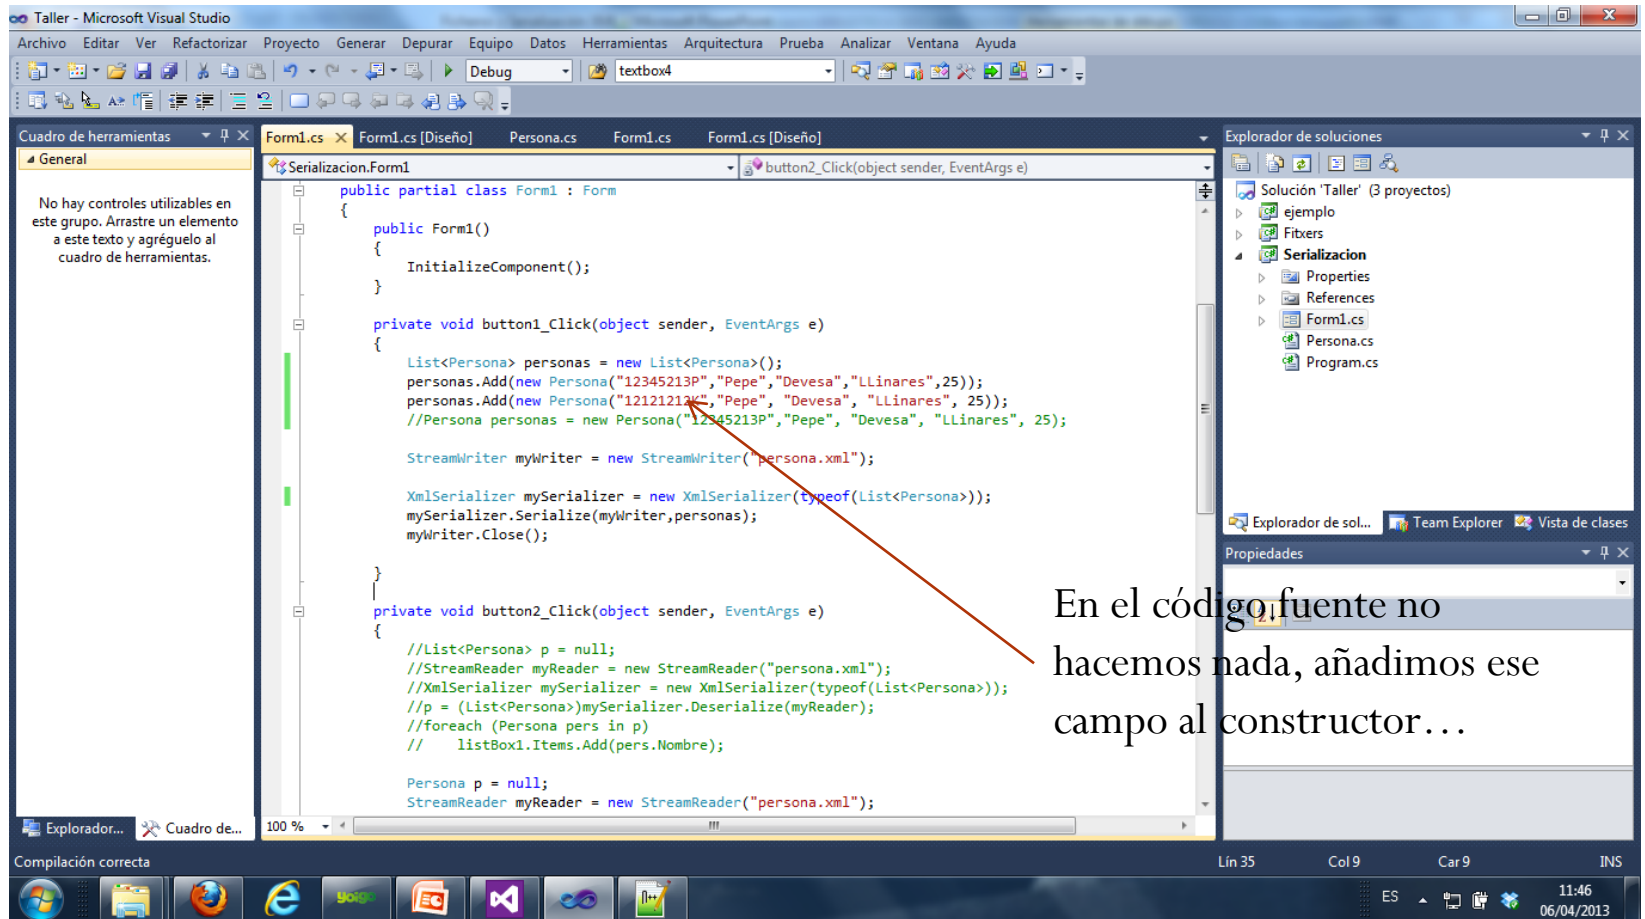 Taller - Microsoft Visual Studio
Archivo Editar Ver Refactorizar Proyecto Generar Depurar Equipo Datos Herramientas Arquitectura Prueba Analizar Ventana Ayuda
Debug textbox4
Cuadro de herramientas
General
No hay controles utilizables en
este grupo. Arrastre un elemento
a este texto y agréguelo al
cuadro de herramientas.
Explorador... Cuadro de...
Form1.cs Form1.cs [Diseño] Persona.cs Form1.cs Form1.cs [Diseño]
Serializacion.Form1 button2_Click(object sender, EventArgs e)
public partial class Form1 : Form
{
public Form1()
{
InitializeComponent();
}
private void button1_Click(object sender, EventArgs e)
{
List<Persona> personas = new List<Persona>();
personas.Add(new Persona("12345213P","Pepe","Devesa","LLinares",25));
personas.Add(new Persona("12121212K","Pepe", "Devesa", "LLinares", 25));
//Persona personas = new Persona("12345213P","Pepe", "Devesa", "LLinares", 25);
StreamWriter myWriter = new StreamWriter("persona.xml");
XmlSerializer mySerializer = new XmlSerializer(typeof(List<Persona>));
mySerializer.Serialize(myWriter,personas);
myWriter.Close();
}
private void button2_Click(object sender, EventArgs e)
{
//List<Persona> p = null;
//StreamReader myReader = new StreamReader("persona.xml");
//XmlSerializer mySerializer = new XmlSerializer(typeof(List<Persona>));
//p = (List<Persona>)mySerializer.Deserialize(myReader);
//foreach (Persona pers in p)
// listBox1.Items.Add(pers.Nombre);
Persona p = null;
StreamReader myReader = new StreamReader("persona.xml");
100 %
Explorador de soluciones
Solución 'Taller' (3 proyectos)
ejemplo
Fitxers
Serializacion
Properties
References
Form1.cs
Persona.cs
Program.cs
Explorador de sol... Team Explorer Vista de clases
Propiedades
En el código fuente no
hacemos nada, añadimos ese
campo al constructor…
Compilación correcta Lín 35 Col 9 Car 9 INS
yoigo ES 11:46
06/04/2013